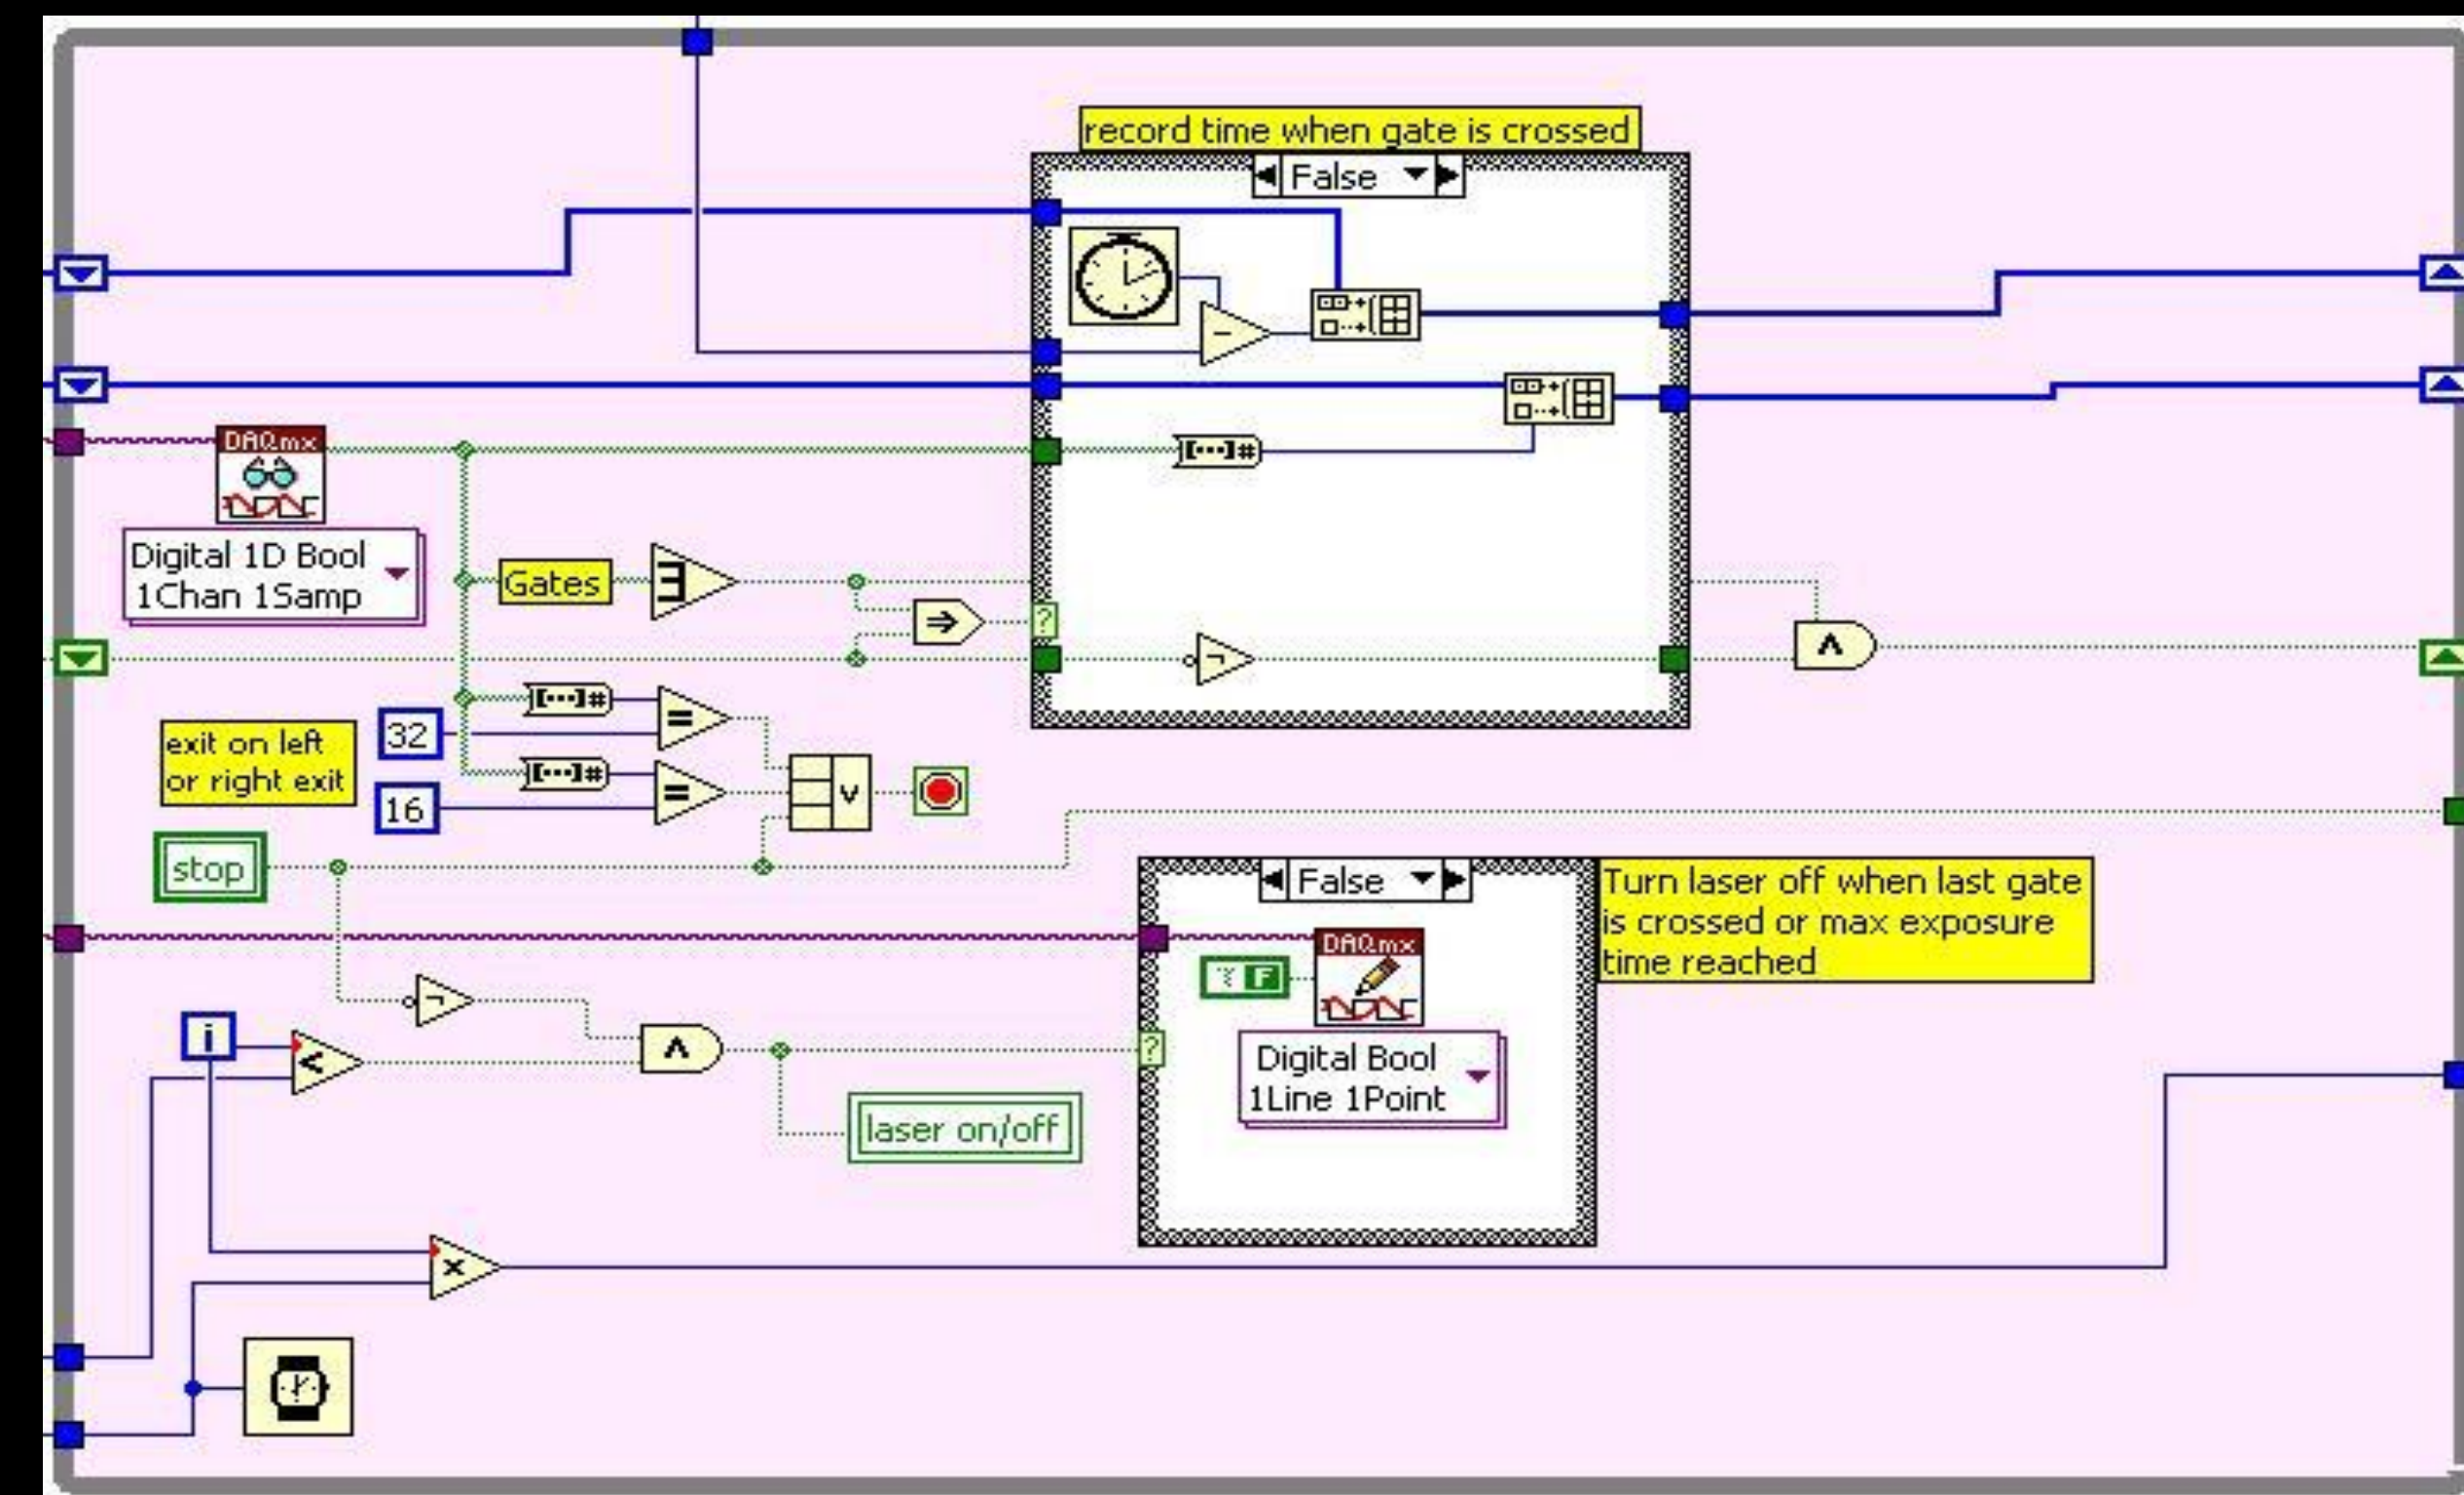 record time when gate is crossed
False
DAQmx
Digital 1D Bool
1Chan 1Samp
Gates
?
[...]#
[...]#
32
exit on left
or right exit
[...]#
16
stop
False
Turn laser off when last gate
is crossed or max exposure
time reached
DAQmx
F
i
?
Digital Bool
1Line 1Point
laser on/off